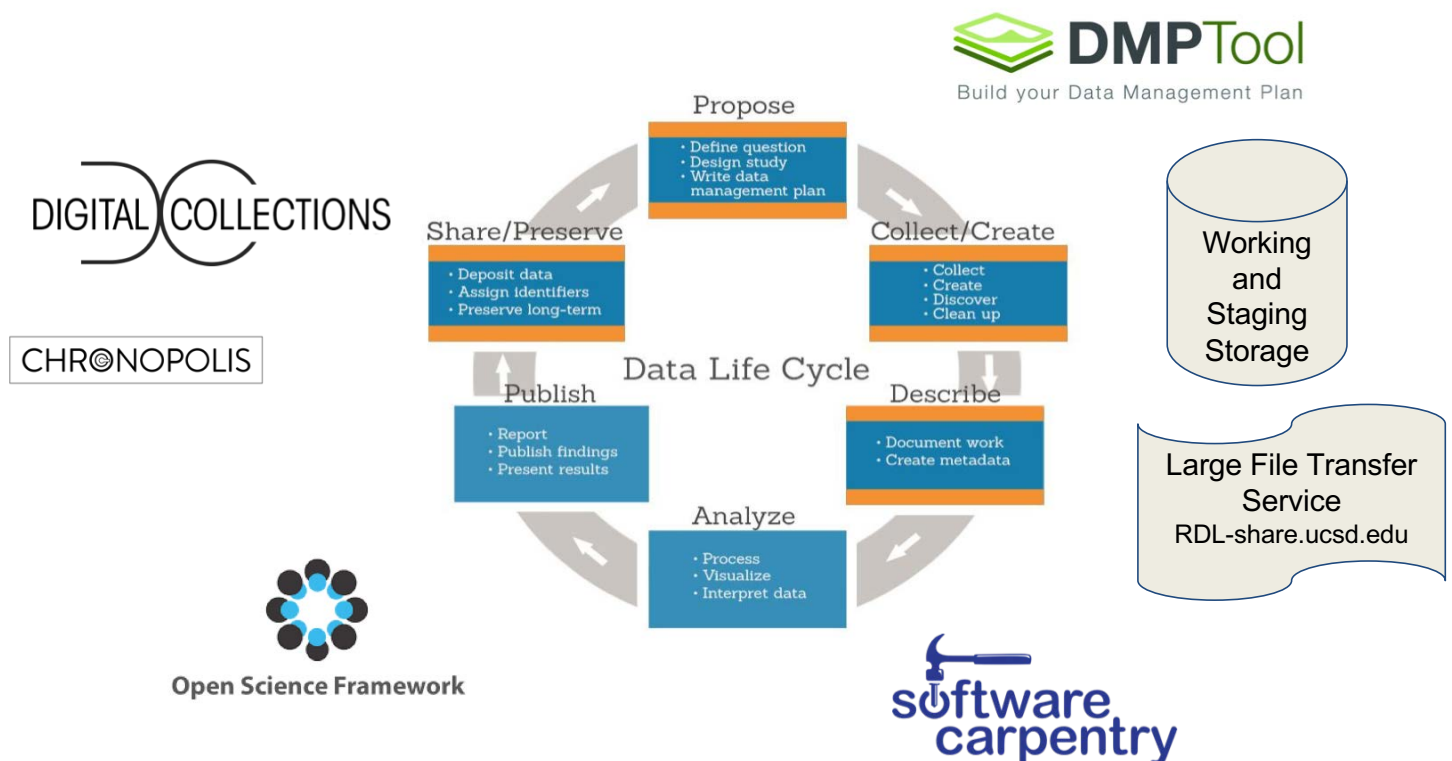 DMPTool
Build your Data Management Plan
Propose
• Define question
• Design study
• Write data
management plan
DIGITAL COLLECTIONS
Share/Preserve
• Deposit data
• Assign identifiers
• Preserve long-term
Collect/Create
• Collect
• Create
• Discover
• Clean up
Working
and
Staging
Storage
CHRONOPOLIS
Data Life Cycle
Publish
• Report
• Publish findings
• Present results
Describe
• Document work
• Create metadata
Large File Transfer
Service
RDL-share.ucsd.edu
Analyze
• Process
• Visualize
• Interpret data
Open Science Framework
software
carpentry